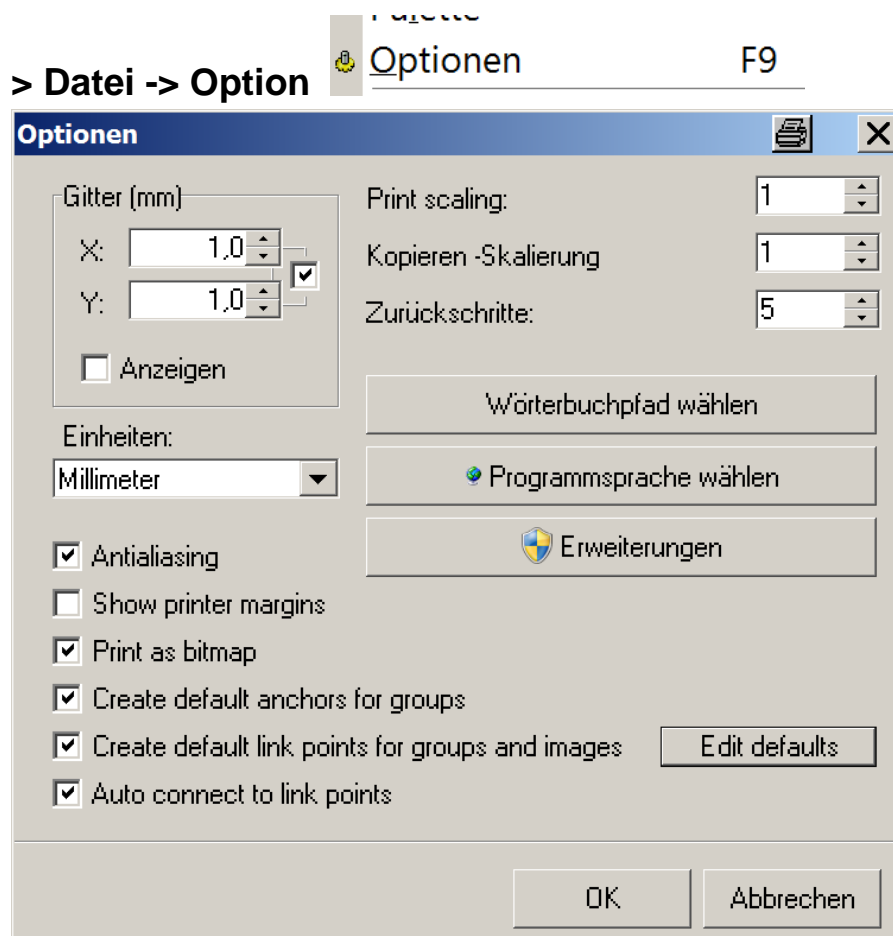 Palette
Optionen F9
> Datei -> Option
Optionen
Gitter (mm)
X: 1,0
Y: 1,0
Anzeigen
Print scaling: 1
Kopieren -Skalierung 1
Zurückschritte: 5
Einheiten:
Millimeter
Wörterbuchpfad wählen
Programmsprache wählen
Erweiterungen
Antialiasing
Show printer margins
Print as bitmap
Create default anchors for groups
Create default link points for groups and images Edit defaults
Auto connect to link points
OK Abbrechen